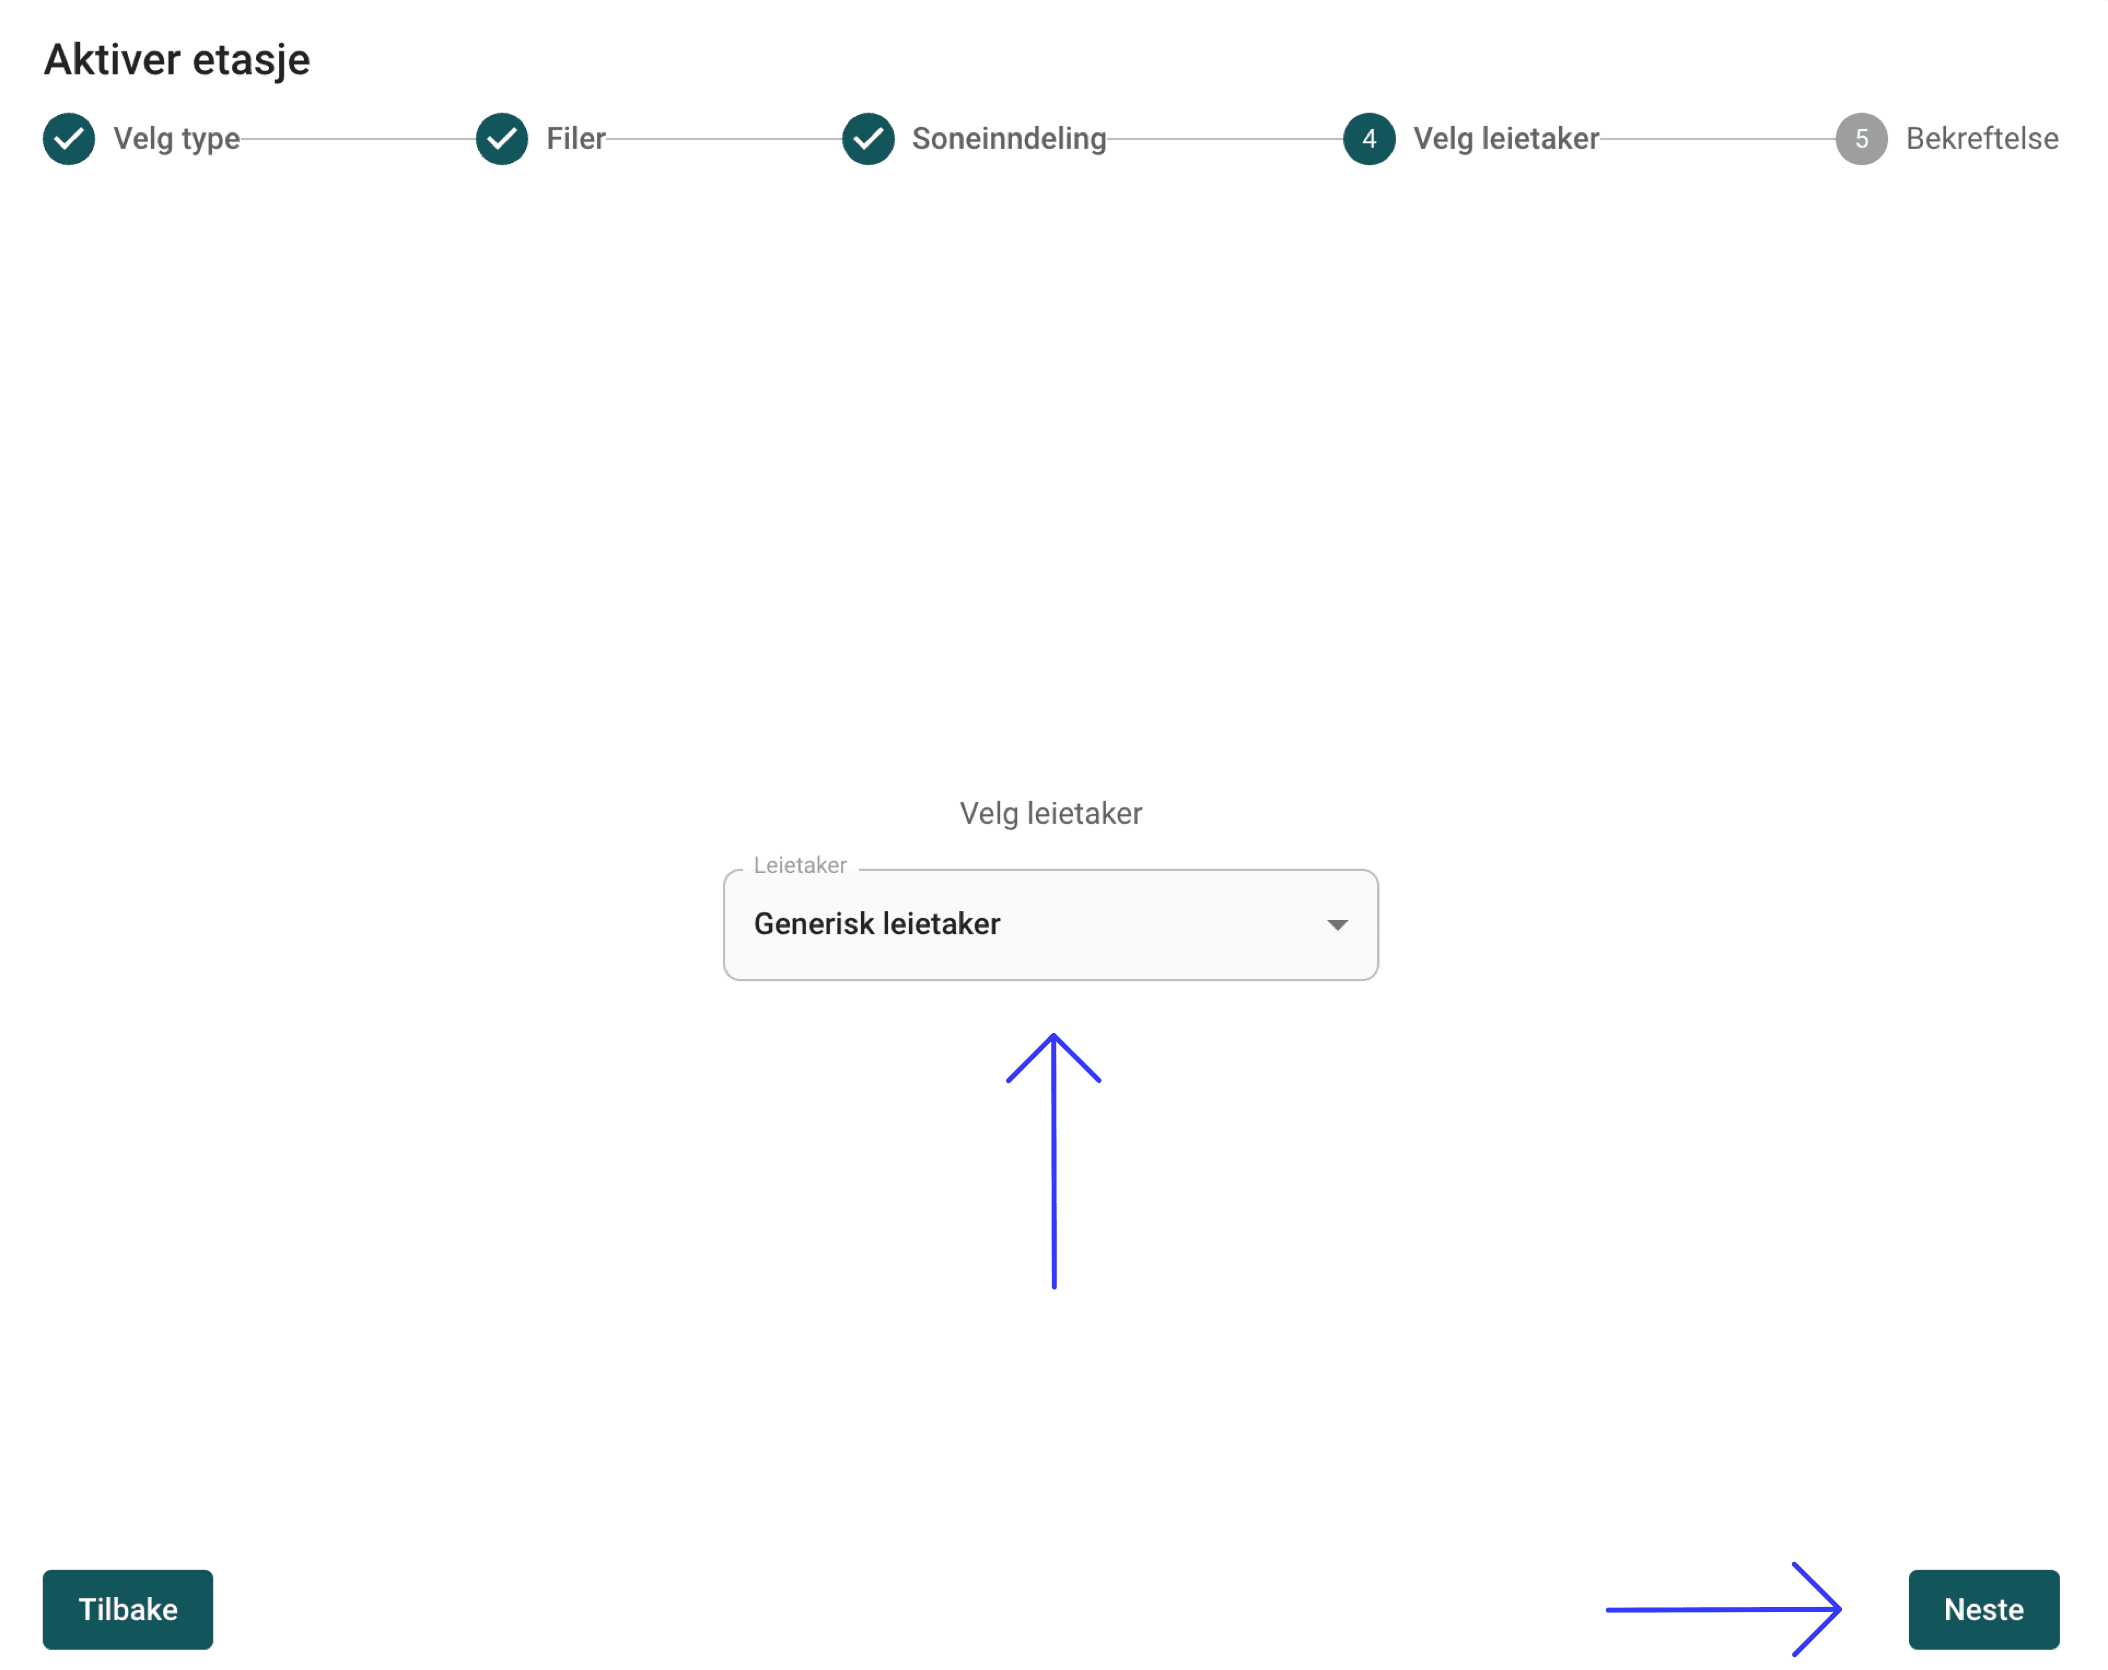 Aktiver etasje
Velg type Filer Soneinndeling 4 Velg leietaker 5 Bekreftelse
Velg leietaker
Leietaker
Generisk leietaker
Tilbake Neste